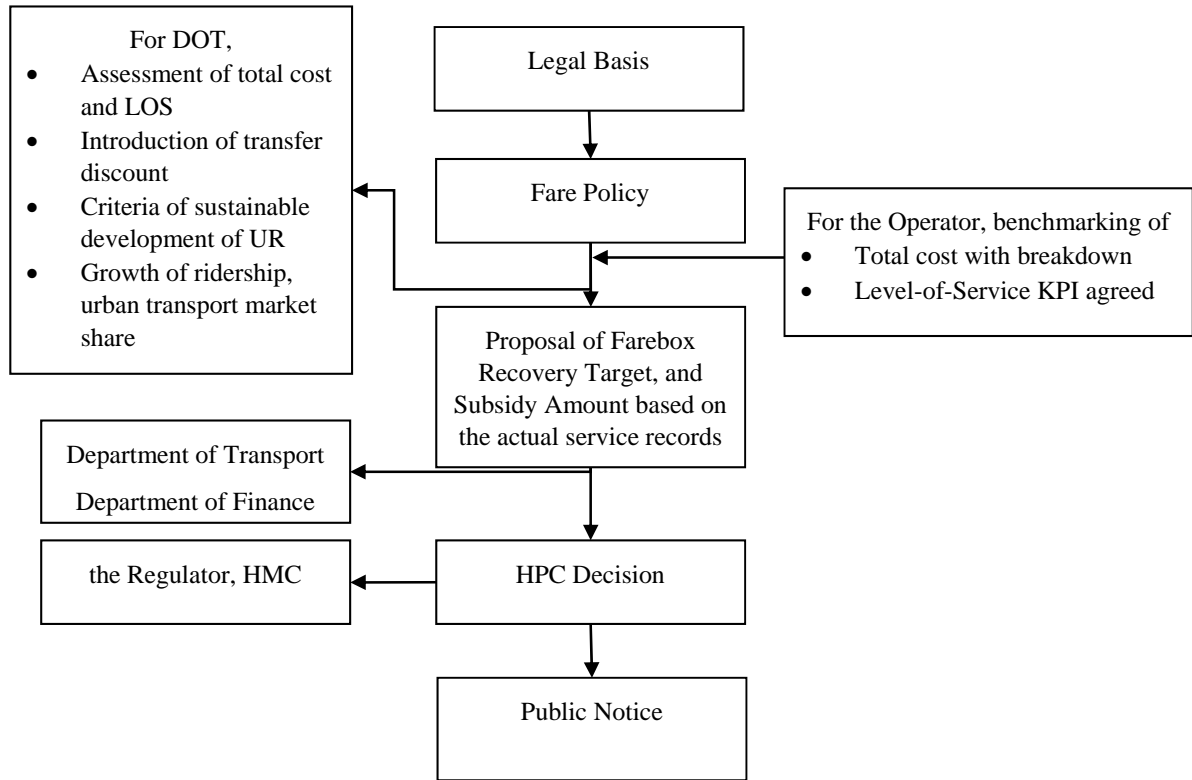 For DOT,
• Assessment of total cost
and LOS
• Introduction of transfer
discount
• Criteria of sustainable
development of UR
• Growth of ridership,
urban transport market
share
Legal Basis
Fare Policy
For the Operator, benchmarking of
• Total cost with breakdown
• Level-of-Service KPI agreed
Proposal of Farebox
Recovery Target, and
Subsidy Amount based on
the actual service records
Department of Transport
Department of Finance
the Regulator, HMC
HPC Decision
Public Notice